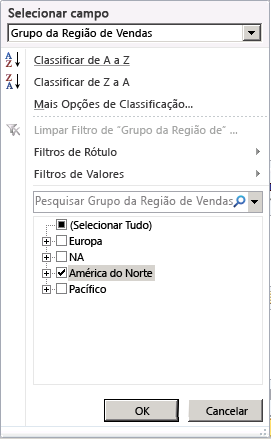 Selecionar campo
Grupo da Região de Vendas
Classificar de A a Z
Classificar de Z a A
Mais Opções de Classificação...
Limpar Filtro de "Grupo da Região de" ...
Filtros de Rótulo
Filtros de Valores
Pesquisar Grupo da Região de Vendas
(Selecionar Tudo)
Europa
NA
América do Norte
Pacífico
OK
Cancelar